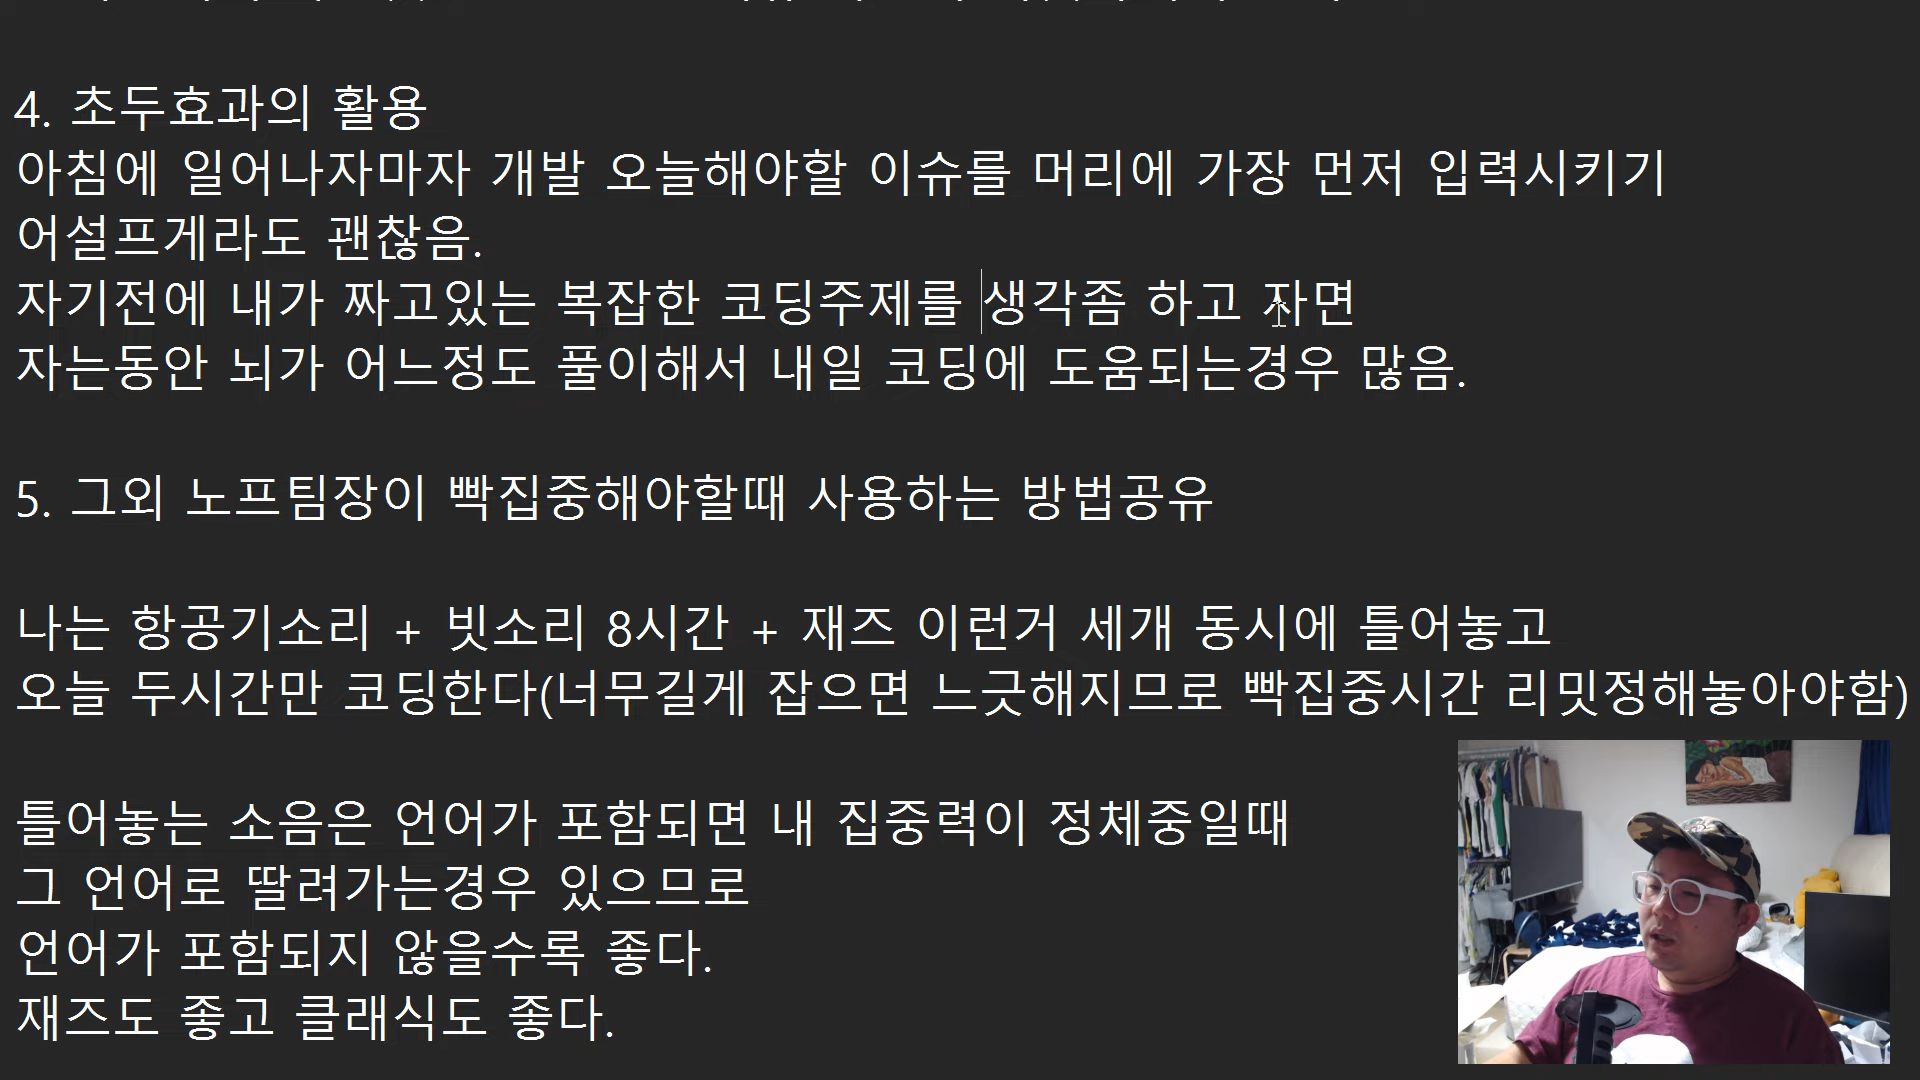 4. 초두효과의 활용
아침에 일어나자마자 개발 오늘해야할 이슈를 머리에 가장 먼저 입력시키기
어설프게라도 괜찮음.
자기전에 내가 짜고있는 복잡한 코딩주제를 생각좀 하고 자면
자는동안 뇌가 어느정도 풀이해서 내일 코딩에 도움되는경우 많음.
5. 그외 노프팀장이 빡집중해야할때 사용하는 방법공유
나는 항공기소리 + 빗소리 8시간 + 재즈 이런거 세개 동시에 틀어놓고
오늘 두시간만 코딩한다(너무길게 잡으면 느긋해지므로 빡집중시간 리밋정해놓아야함)
틀어놓는 소음은 언어가 포함되면 내 집중력이 정체중일때
그 언어로 딸려가는경우 있으므로
언어가 포함되지 않을수록 좋다.
재즈도 좋고 클래식도 좋다.